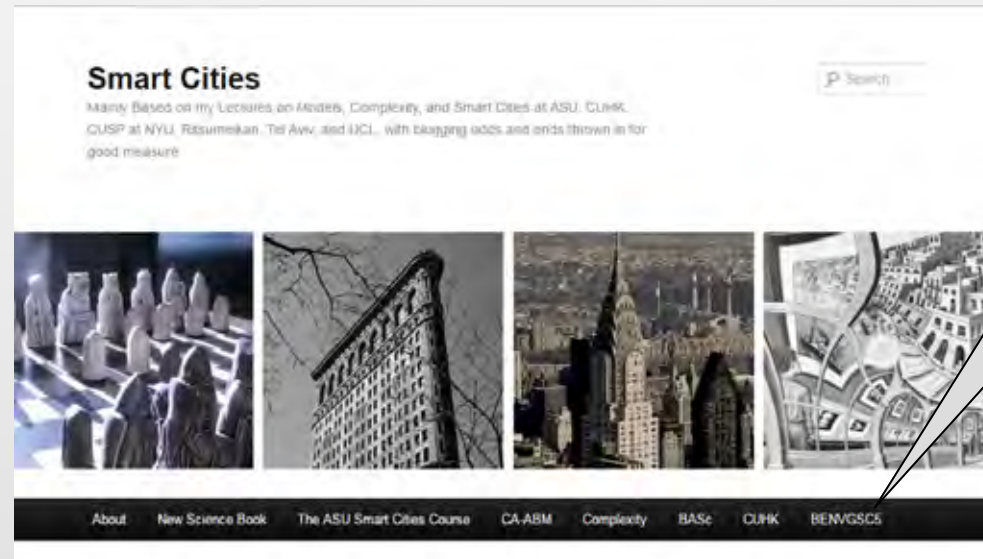 Smart Cities
Search
Mainly Based on my Lectures on Models, Complexity, and Smart Cities at ASU, CUHK,
CUSP at NYU, Ritsumeikan, Tel Aviv, and UCL, with blogging odds and ends thrown in for
good measure
About New Science Book The ASU Smart Cities Course CA-ABM Complexity BASc CUHK BENVGSC5